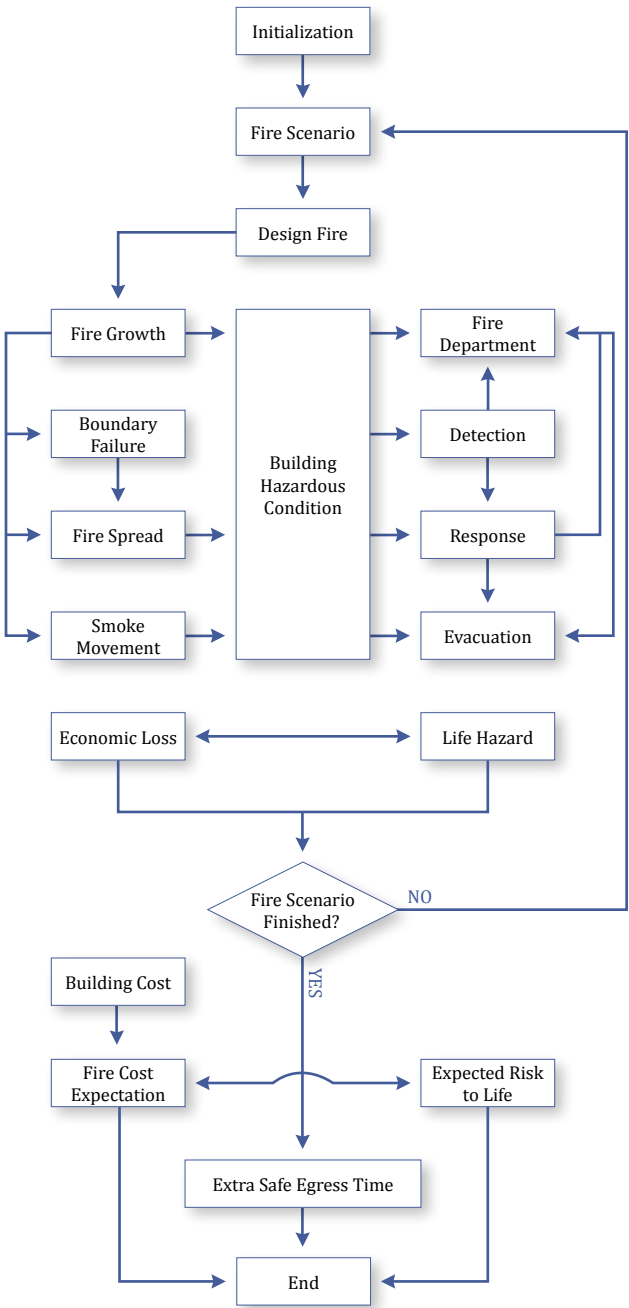 Initialization
Fire Scenario
Design Fire
Fire Growth
Fire
Department
Boundary
Failure
Detection
Building
Hazardous
Condition
Fire Spread
Response
Smoke
Movement
Evacuation
Economic Loss
Life Hazard
Fire Scenario
Finished?
NO
YES
Building Cost
Fire Cost
Expectation
Expected Risk
to Life
Extra Safe Egress Time
End